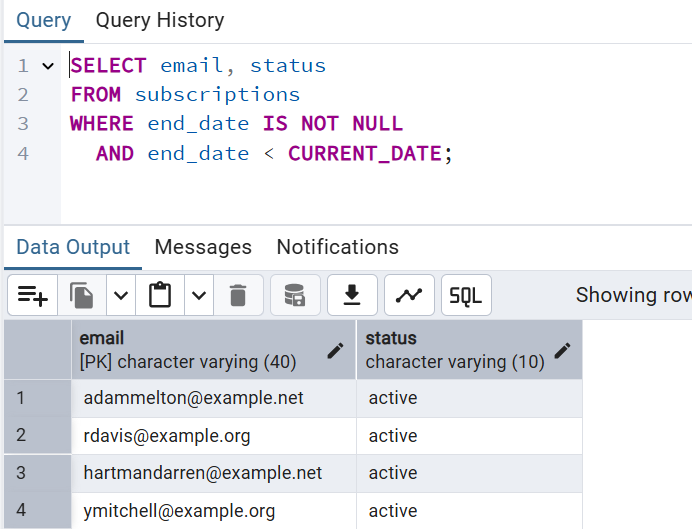 Query Query History
1 SELECT email, status
2 FROM subscriptions
3 WHERE end_date IS NOT NULL
4 AND end_date < CURRENT_DATE;
Data Output Messages Notifications
SQL Showing row
email status
[PK] character varying (40) character varying (10)
1 adammelton@example.net active
2 rdavis@example.org active
3 hartmandarren@example.net active
4 ymitchell@example.org active